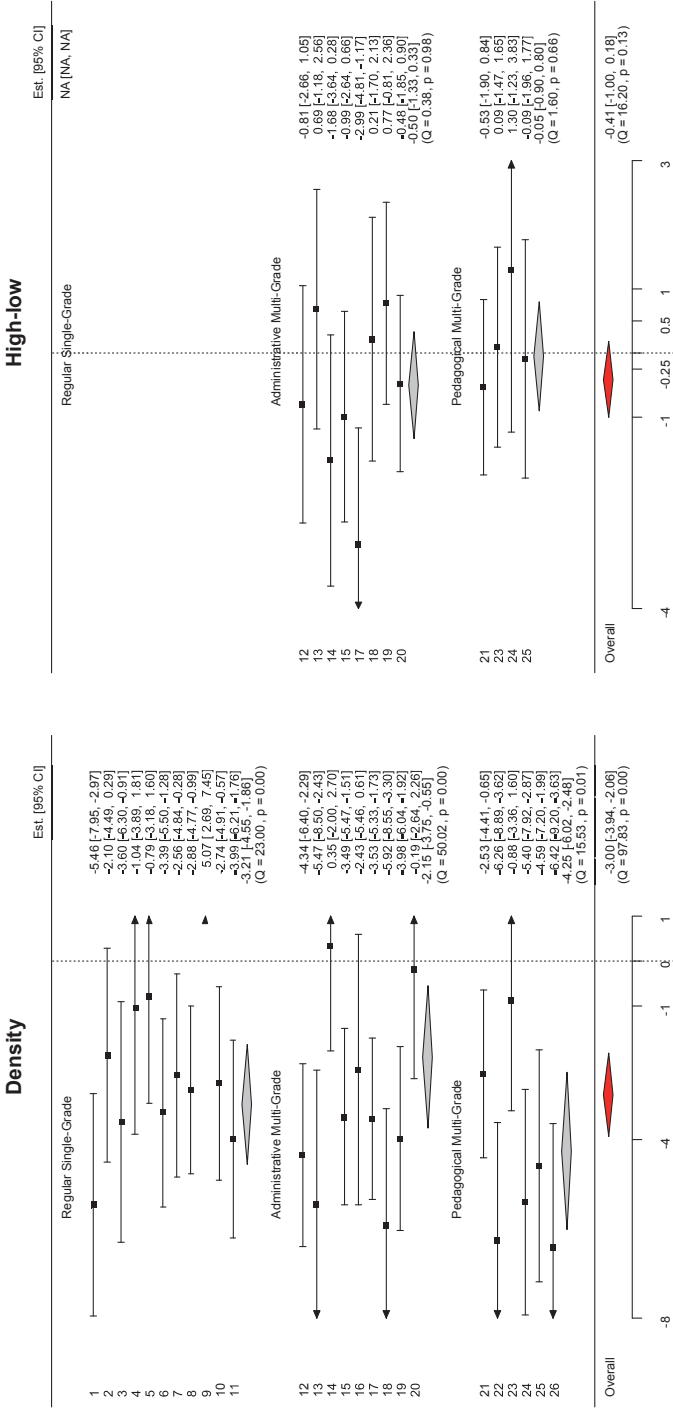 Density
Est. [95% CI]
Regular Single-Grade
1 -5.46 [-7.95, -2.97]
2 -2.10 [-4.49, 0.29]
3 -3.60 [-6.30, -0.91]
4 -1.04 [-3.89, 1.81]
5 -0.79 [-3.18, 1.60]
6 -3.39 [-5.50, -1.28]
7 -2.56 [-4.84, -0.28]
8 -2.88 [-4.77, -0.99]
9 5.07 [ 2.69, 7.45]
10 -2.74 [-4.91, -0.57]
11 -3.99 [-6.21, -1.76]
-3.21 [-4.55, -1.86]
(Q = 23.00 , p = 0.00)
Administrative Multi-Grade
12 -4.34 [-6.40, -2.29]
13 -5.47 [-8.50, -2.43]
14 0.35 [-2.00, 2.70]
15 -3.49 [-5.47, -1.51]
16 -2.43 [-5.46, 0.61]
17 -3.53 [-5.33, -1.73]
18 -5.92 [-8.55, -3.30]
19 -3.98 [-6.04, -1.92]
20 -0.19 [-2.64, 2.26]
-2.15 [-3.75, -0.55]
(Q = 50.02 , p = 0.00)
Pedagogical Multi-Grade
21 -2.53 [-4.41, -0.65]
22 -6.26 [-8.89, -3.62]
23 -0.88 [-3.36, 1.60]
24 -5.40 [-7.92, -2.87]
25 -4.59 [-7.20, -1.99]
26 -6.42 [-9.20, -3.63]
-4.25 [-6.02, -2.48]
(Q = 15.53 , p = 0.01)
Overall -3.00 [-3.94, -2.06]
(Q = 97.83 , p = 0.00)
-8 -4 -1 0 1
High-low
Est. [95% CI]
Regular Single-Grade NA [NA, NA]
Administrative Multi-Grade
12 -0.81 [-2.66, 1.05]
13 0.69 [-1.18, 2.56]
14 -1.68 [-3.64, 0.28]
15 -0.99 [-2.64, 0.66]
17 -2.99 [-4.81, -1.17]
18 0.21 [-1.70, 2.13]
19 0.77 [-0.81, 2.36]
20 -0.48 [-1.85, 0.90]
-0.50 [-1.33, 0.33]
(Q = 0.38 , p = 0.98)
Pedagogical Multi-Grade
21 -0.53 [-1.90, 0.84]
23 0.09 [-1.47, 1.65]
24 1.30 [-1.23, 3.83]
25 -0.09 [-1.96, 1.77]
-0.05 [-0.90, 0.80]
(Q = 1.60 , p = 0.66)
Overall -0.41 [-1.00, 0.18]
(Q = 16.20 , p = 0.13)
-4 -1 -0.25 0.5 1 3